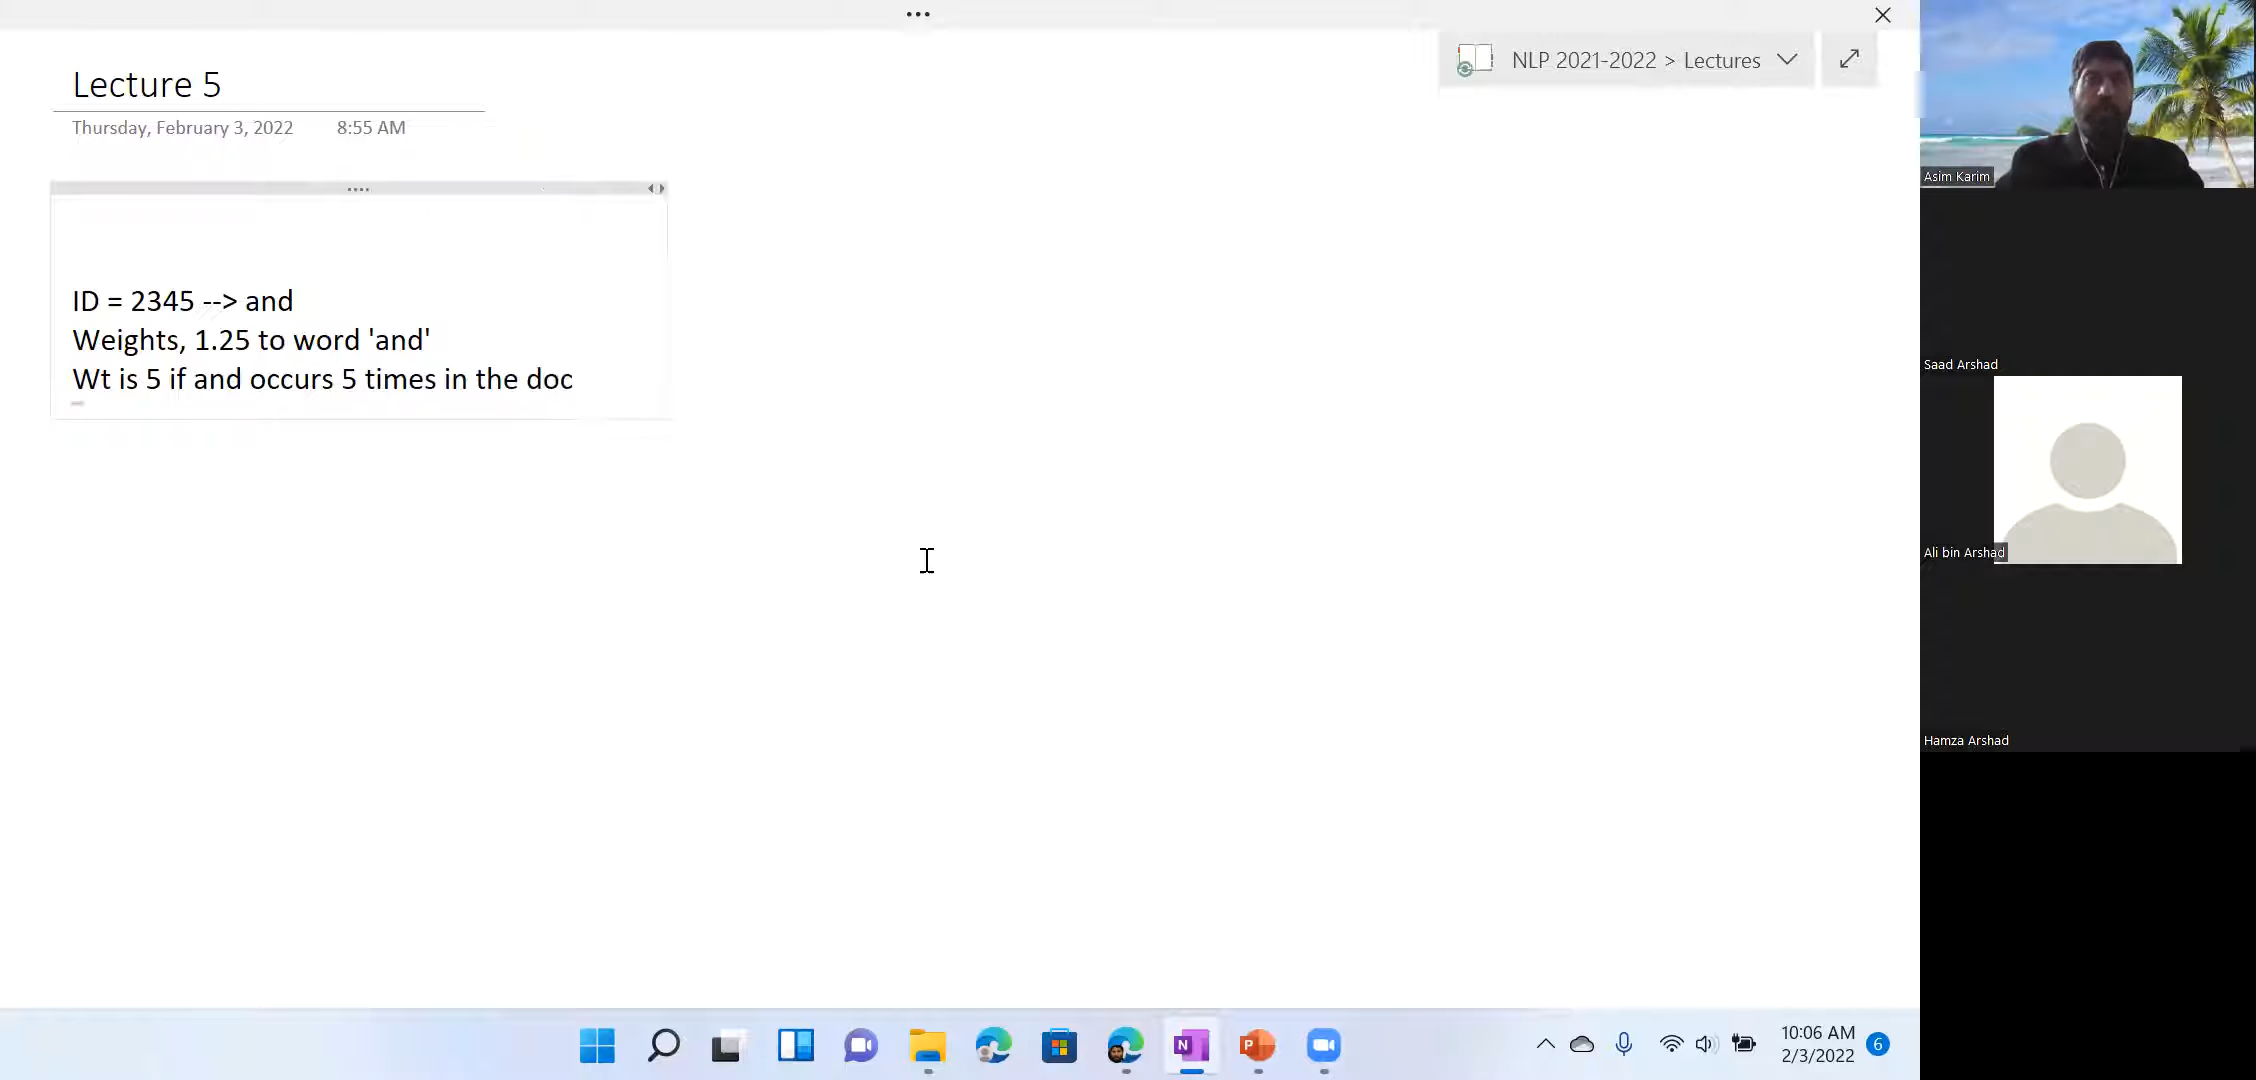 NLP 2021-2022 > Lectures
Lecture 5
Thursday, February 3, 2022 8:55 AM
ID = 2345 --> and
Weights, 1.25 to word 'and'
Wt is 5 if and occurs 5 times in the doc
Asim Karim
Saad Arshad
Ali bin Arshad
Hamza Arshad
10:06 AM
2/3/2022
6